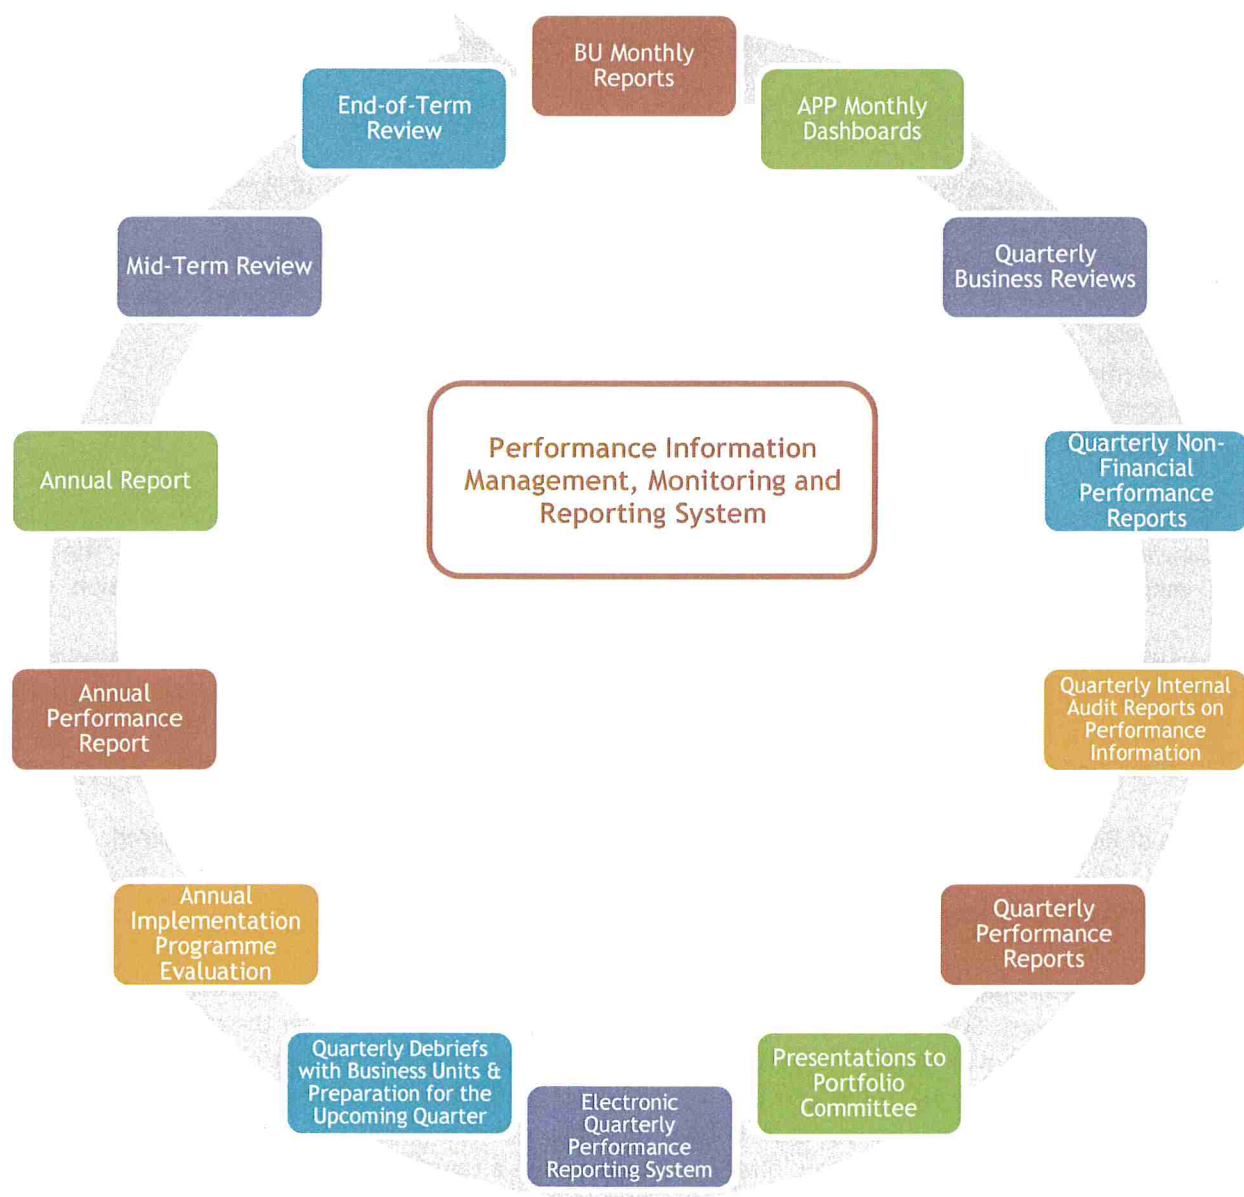 BU Monthly
Reports
APP Monthly
Dashboards
Quarterly
Business Reviews
Quarterly Non-
Financial
Performance
Reports
Quarterly Internal
Audit Reports on
Performance
Information
Quarterly
Performance
Reports
Presentations to
Portfolio
Committee
Electronic
Quarterly
Performance
Reporting System
Quarterly Debriefs
with Business Units &
Preparation for the
Upcoming Quarter
Annual
Implementation
Programme
Evaluation
Annual
Performance
Report
Annual Report
Mid-Term Review
End-of-Term
Review
Performance Information
Management, Monitoring and
Reporting System